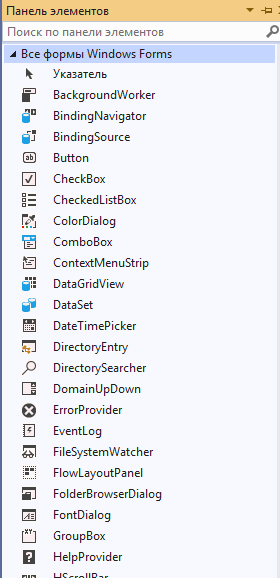 Панель элементов
Поиск по панели элементов
Все формы Windows Forms
Указатель
BackgroundWorker
BindingNavigator
BindingSource
Button
CheckBox
CheckedListBox
ColorDialog
ComboBox
ContextMenuStrip
DataGridView
DataSet
DateTimePicker
DirectoryEntry
DirectorySearcher
DomainUpDown
ErrorProvider
EventLog
FileSystemWatcher
FlowLayoutPanel
FolderBrowserDialog
FontDialog
GroupBox
HelpProvider
HScrollBar